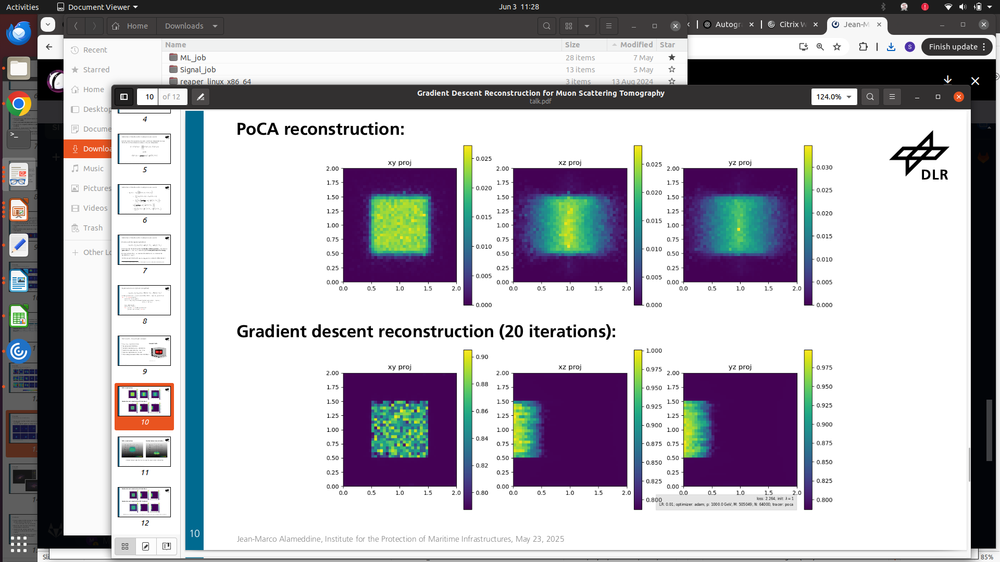 Activities
Document Viewer
Jun 3 11:28
Home
Downloads
Autogr
Citrix W
Jean-M
Finish update
S
Name
Size
Modified
Star
Recent
Starred
Home
Desktop
Docume
Downloa
Music
Pictures
Videos
Trash
Other Lo
ML_job
28 items
7 May
Signal_job
13 items
5 May
reaper_linux_x86_64
3 items
13 Aug 2024
10 of 12
Gradient Descent Reconstruction for Muon Scattering Tomography
talk.pdf
124.0%
4
5
6
7
8
9
10
11
12
PoCA reconstruction:
DLR
xy proj
2.00
1.75
1.50
1.25
1.00
0.75
0.50
0.25
0.00
0.0 0.5 1.0 1.5 2.0
0.025
0.020
0.015
0.010
0.005
0.000
xz proj
2.00
1.75
1.50
1.25
1.00
0.75
0.50
0.25
0.00
0.0 0.5 1.0 1.5 2.0
0.025
0.020
0.015
0.010
0.005
0.000
yz proj
2.00
1.75
1.50
1.25
1.00
0.75
0.50
0.25
0.00
0.0 0.5 1.0 1.5 2.0
0.030
0.025
0.020
0.015
0.010
0.005
0.000
Gradient descent reconstruction (20 iterations):
xy proj
2.00
1.75
1.50
1.25
1.00
0.75
0.50
0.25
0.00
0.0 0.5 1.0 1.5 2.0
0.90
0.88
0.86
0.84
0.82
0.80
xz proj
2.00
1.75
1.50
1.25
1.00
0.75
0.50
0.25
0.00
0.0 0.5 1.0 1.5 2.0
1.000
0.975
0.950
0.925
0.900
0.875
0.850
0.825
0.800
yz proj
2.00
1.75
1.50
1.25
1.00
0.75
0.50
0.25
0.00
0.0 0.5 1.0 1.5 2.0
0.975
0.950
0.925
0.900
0.875
0.850
0.825
0.800
loss: 2.264; init: λ = 1
LR: 0.01; optimizer: adam; p: 1000.0 GeV; M: 505049; N: 64000; tracer: poca
10
Jean-Marco Alameddine, Institute for the Protection of Maritime Infrastructures, May 23, 2025
Sli
85%